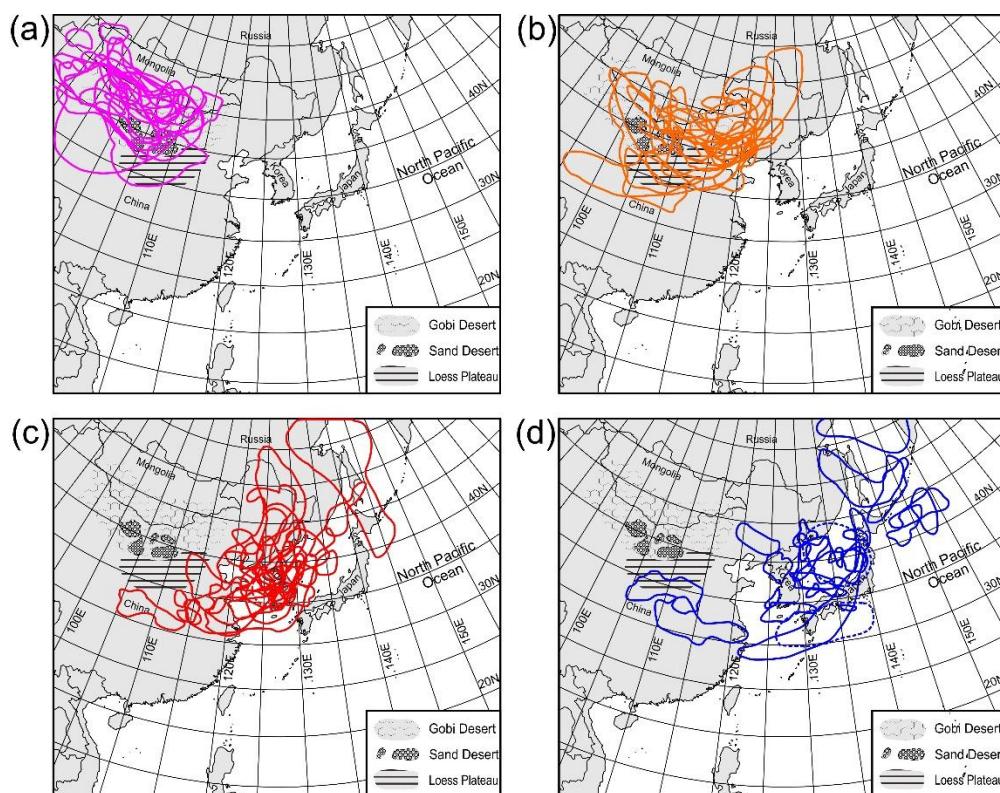 (a)
Russia
Mongolia
40N
North Pacific
Ocean
Korea
Japan
30N
China
150E
110E
120E
130E
140E
20N
Gobi Desert
Sand Desert
Loess Plateau
(b)
Russia
Mongolia
40N
North Pacific
Ocean
Korea
Japan
30N
China
100E
150E
110E
120E
130E
140E
20N
Gobi Desert
Sand Desert
Loess Plateau
(c)
Russia
Mongolia
40N
North Pacific
Ocean
Japan
30N
China
100E
150E
110E
120E
130E
140E
20N
Gobi Desert
Sand Desert
Loess Plateau
(d)
Russia
Mongolia
40N
North Pacific
Ocean
Korea
Japan
30N
China
100E
150E
110E
120E
130E
140E
20N
Gobi Desert
Sand Desert
Loess Plateau